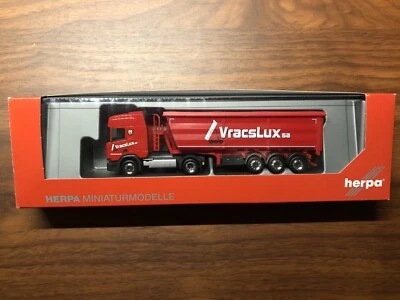 VracsLux sa
VracsLux sa
HERPA MINIATURMODELLE
herpa